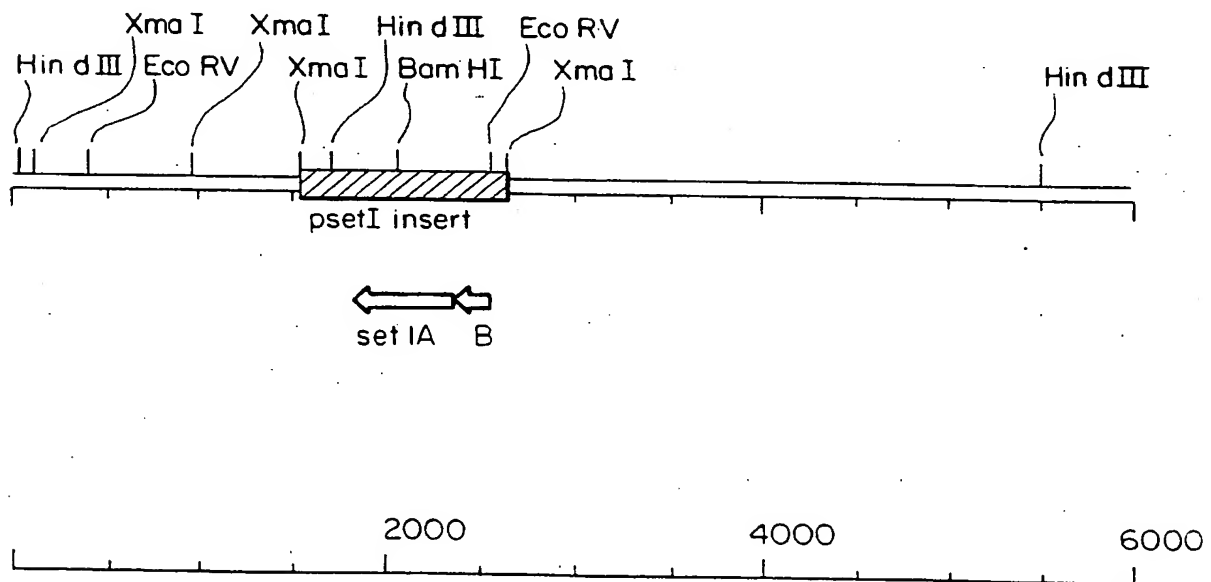 Xma I Xma I Hin d III Eco RV
Hin d III Eco RV Xma I Bam HI Xma I Hin d III
psetI insert
set IA B
2000 4000 6000